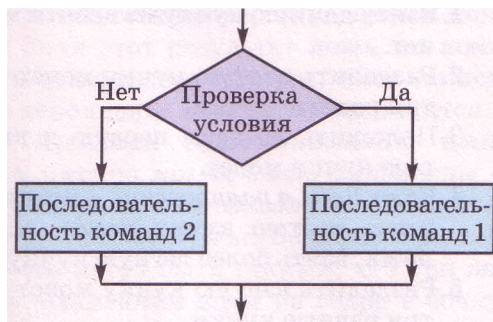 Нет
Проверка
условия
Да
Последователь-
ность команд 2
Последователь-
ность команд 1